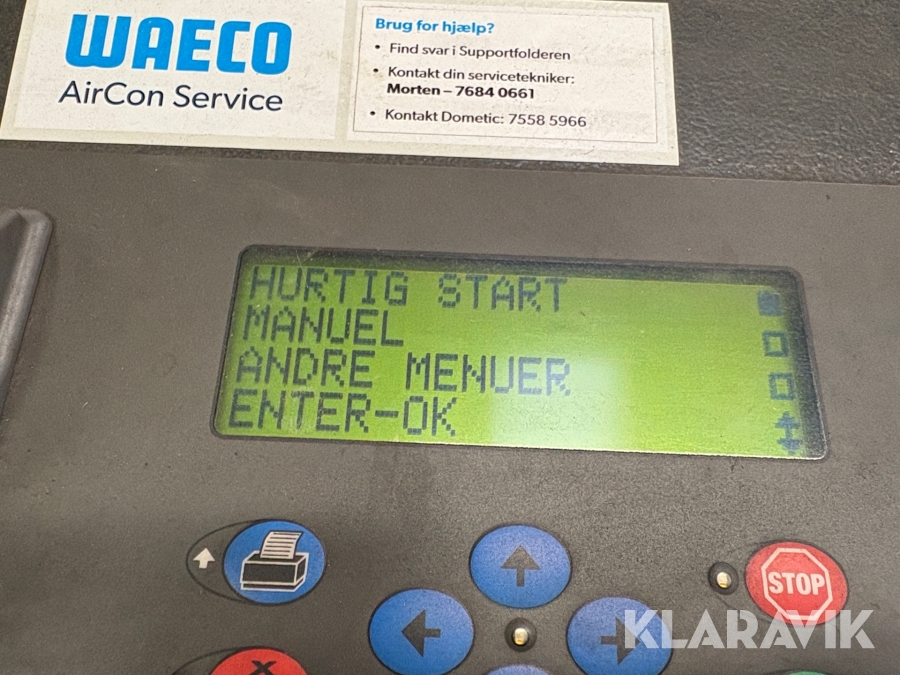 WAECO
AirCon Service
Brug for hjælp?
• Find svar i Supportfolderen
• Kontakt din servicetekniker:
Morten – 7684 0661
• Kontakt Dometic: 7558 5966
HURTIG START
MANUEL
ANDRE MENUER
ENTER-OK
STOP
KLARAVIK